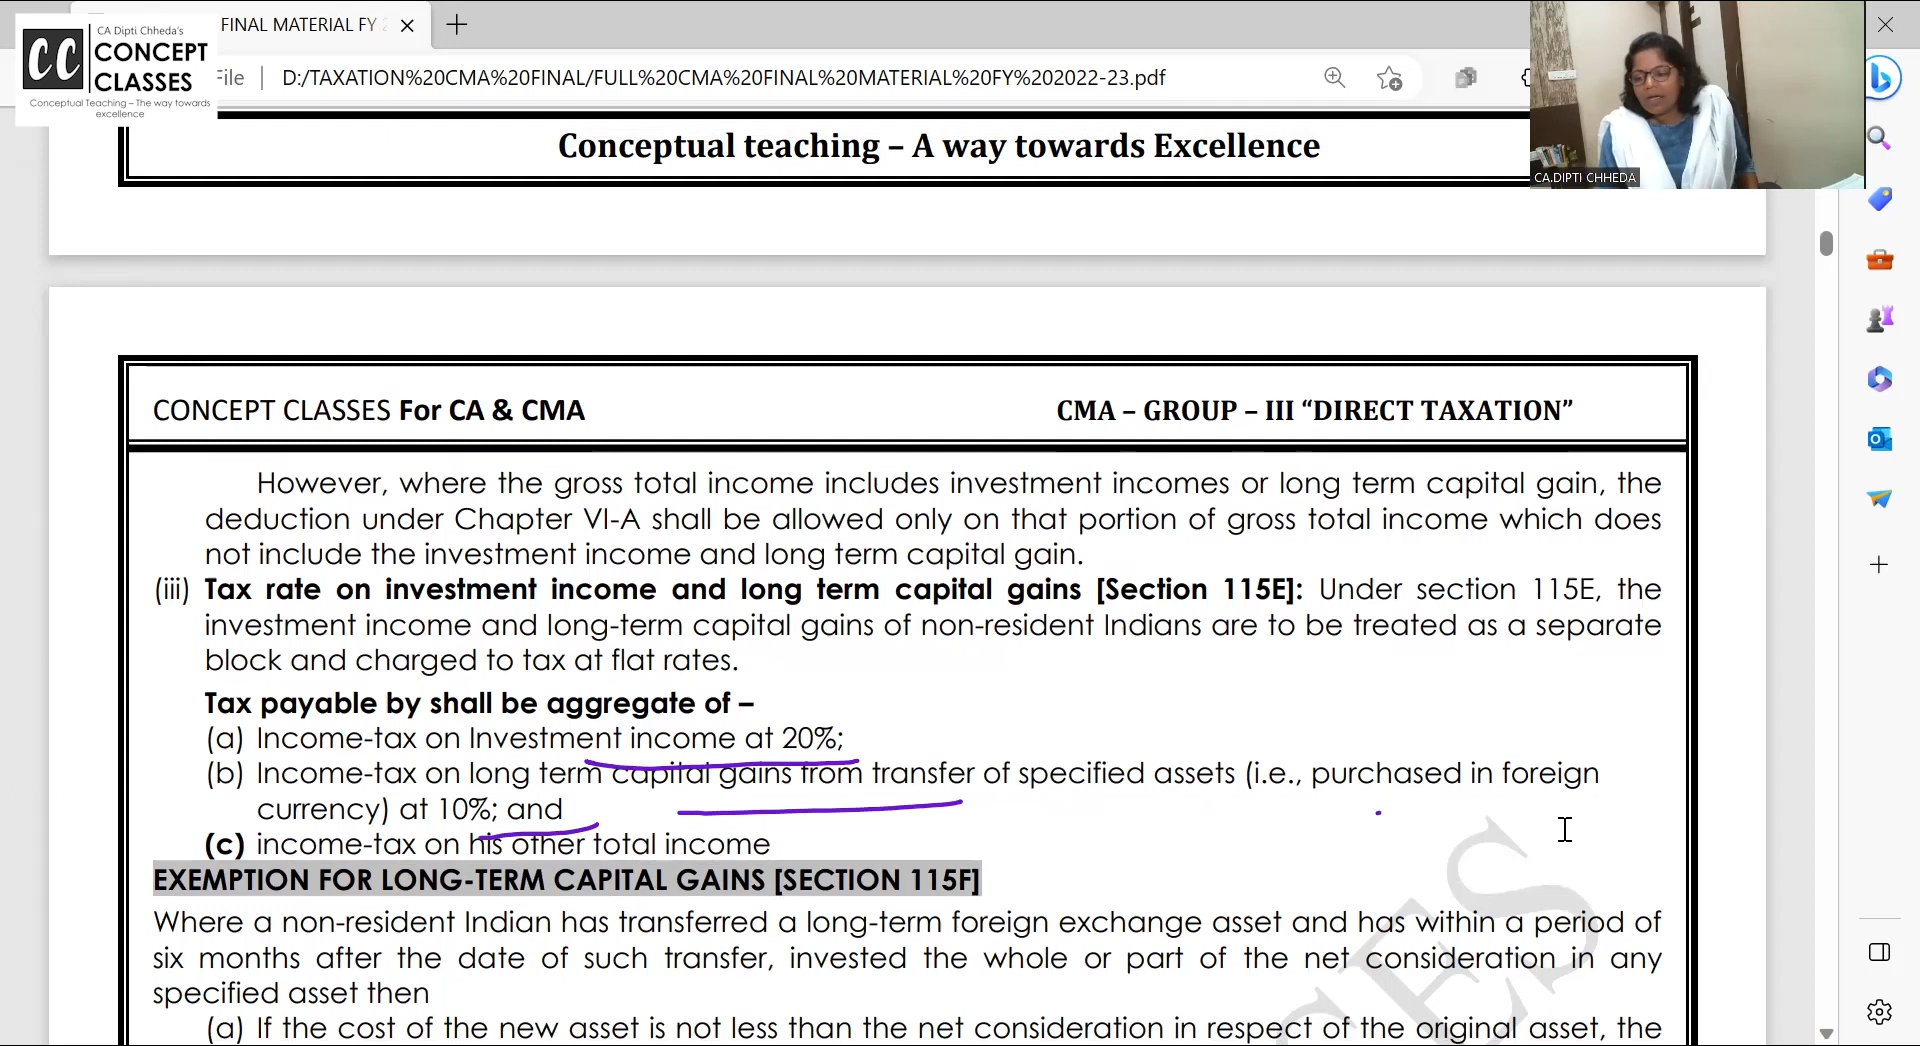 FINAL MATERIAL FY
CA Dipti Chheda's
CC
CONCEPT
CLASSES
Conceptual Teaching – The way towards
excellence
File
D:/TAXATION%20CMA%20FINAL/FULL%20CMA%20FINAL%20MATERIAL%20FY%202022-23.pdf
Conceptual teaching – A way towards Excellence
CA.DIPTI CHHEDA
CONCEPT CLASSES For CA & CMA
CMA – GROUP – III “DIRECT TAXATION”
However, where the gross total income includes investment incomes or long term capital gain, the
deduction under Chapter VI-A shall be allowed only on that portion of gross total income which does
not include the investment income and long term capital gain.
(iii) Tax rate on investment income and long term capital gains [Section 115E]: Under section 115E, the
investment income and long-term capital gains of non-resident Indians are to be treated as a separate
block and charged to tax at flat rates.
Tax payable by shall be aggregate of –
(a) Income-tax on Investment income at 20%;
(b) Income-tax on long term capital gains from transfer of specified assets (i.e., purchased in foreign
currency) at 10%; and
(c) income-tax on his other total income
EXEMPTION FOR LONG-TERM CAPITAL GAINS [SECTION 115F]
Where a non-resident Indian has transferred a long-term foreign exchange asset and has within a period of
six months after the date of such transfer, invested the whole or part of the net consideration in any
specified asset then
(a) If the cost of the new asset is not less than the net consideration in respect of the original asset, the